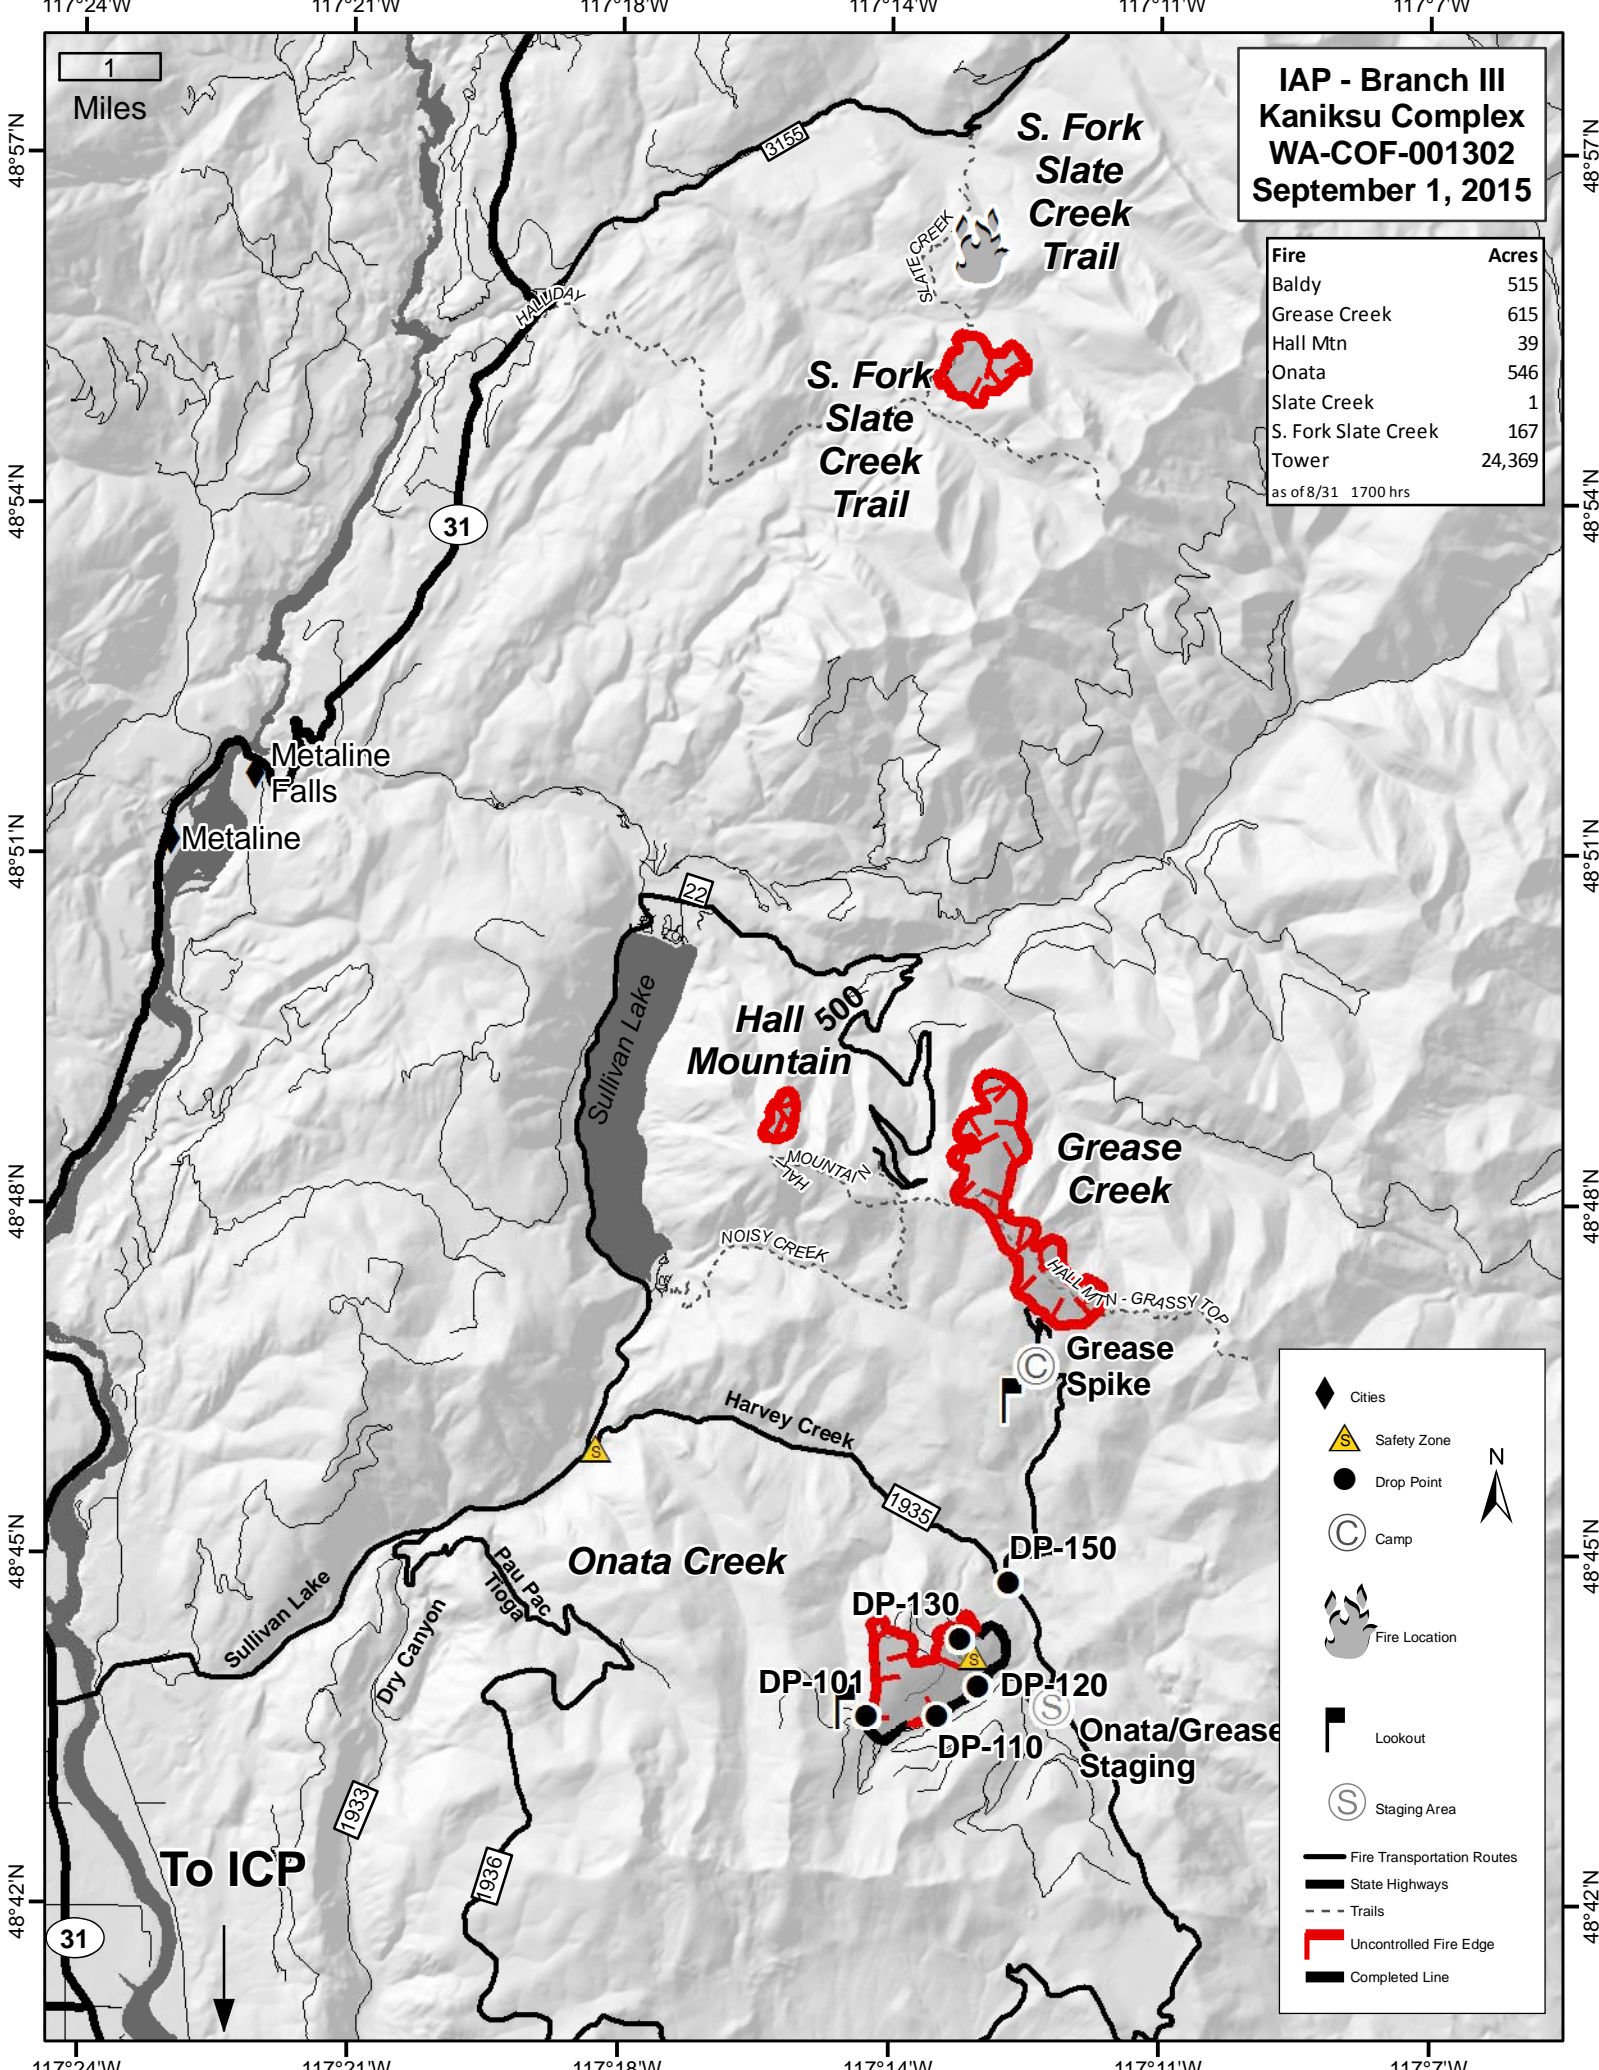 117°24'W 117°21'W 117°18'W 117°14'W 117°11'W 117°7'W
1
Miles
IAP - Branch III
Kaniksu Complex
WA-COF-001302
September 1, 2015
Fire Acres
Baldy 515
Grease Creek 615
Hall Mtn 39
Onata 546
Slate Creek 1
S. Fork Slate Creek 167
Tower 24,369
as of 8/31 1700 hrs
48°57'N
48°57'N
3155
S. Fork
Slate
Creek
Trail
SLATE CREEK
HALLIDAY
S. Fork
Slate
Creek
Trail
48°54'N
48°54'N
31
Metaline
Falls
Metaline
48°51'N
48°51'N
22
Sullivan Lake
Hall
Mountain
500
Grease
Creek
MOUNTAIN
HALL
48°48'N
48°48'N
NOISY CREEK
HALL MTN - GRASSY TOP
C
Grease
Spike
Harvey Creek
S
1935
48°45'N
48°45'N
Onata Creek
DP-150
Pau Pac
Tioga
Sullivan Lake
Dry Canyon
DP-130
S
DP-101
DP-120
S
DP-110
Onata/Grease
Staging
1933
1936
To ICP
48°42'N
48°42'N
31
Cities
S Safety Zone
N
Drop Point
C Camp
Fire Location
Lookout
S Staging Area
Fire Transportation Routes
State Highways
Trails
Uncontrolled Fire Edge
Completed Line
117°24'W 117°21'W 117°18'W 117°14'W 117°11'W 117°7'W